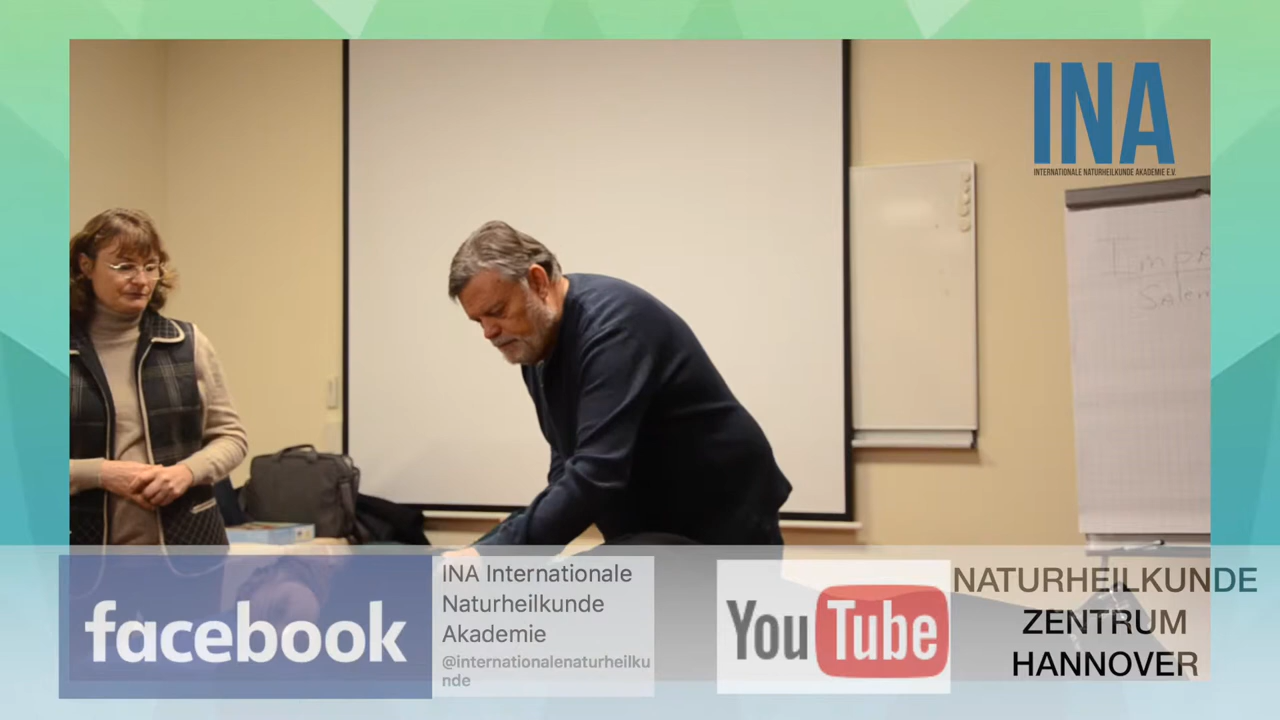 INA
INTERNATIONALE NATURHEILKUNDE AKADEMIE E.V.
facebook
INA Internationale
Naturheilkunde
Akademie
@internationalenaturheilku
nde
YouTube
NATURHEILKUNDE
ZENTRUM
HANNOVER